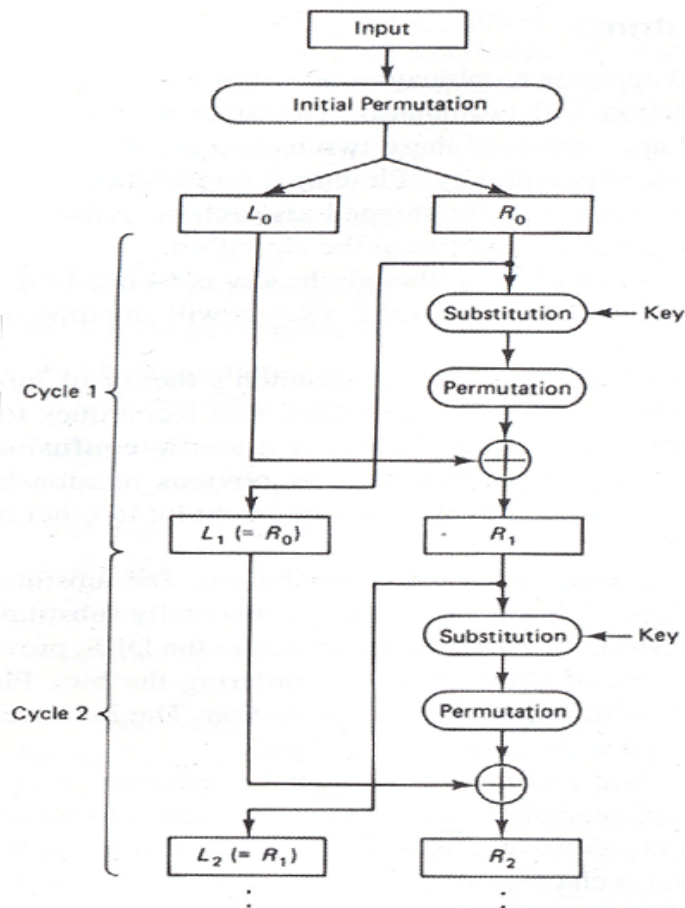 Input
Initial Permutation
L₀
R₀
Cycle 1
Substitution
Key
Permutation
L₁ (= R₀)
R₁
Cycle 2
Substitution
Key
Permutation
L₂ (= R₁)
R₂